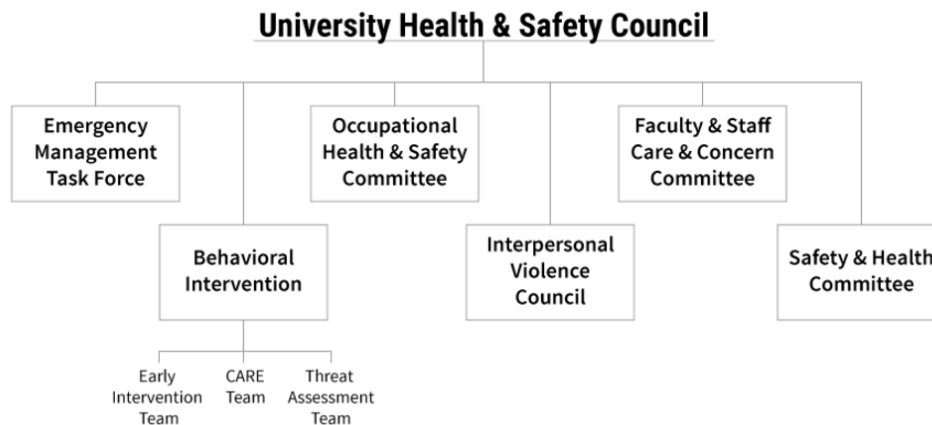 University Health & Safety Council
Emergency
Management
Task Force
Occupational
Health & Safety
Committee
Faculty & Staff
Care & Concern
Committee
Behavioral
Intervention
Interpersonal
Violence
Council
Safety & Health
Committee
Early
Intervention
Team
CARE
Team
Threat
Assessment
Team